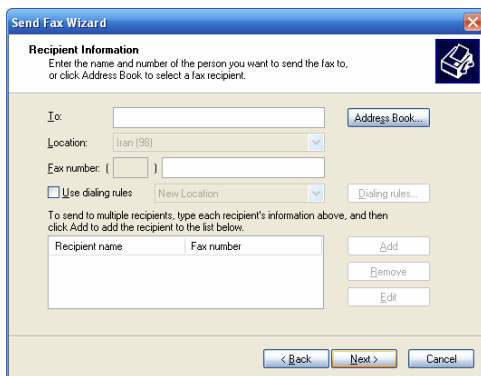 Send Fax Wizard
Recipient Information
Enter the name and number of the person you want to send the fax to,
or click Address Book to select a fax recipient.
To:
Address Book...
Location: Iran (98)
Fax number: ( )
Use dialing rules New Location Dialing rules...
To send to multiple recipients, type each recipient's information above, and then
click Add to add the recipient to the list below.
Recipient name Fax number
Add
Remove
Edit
< Back Next > Cancel